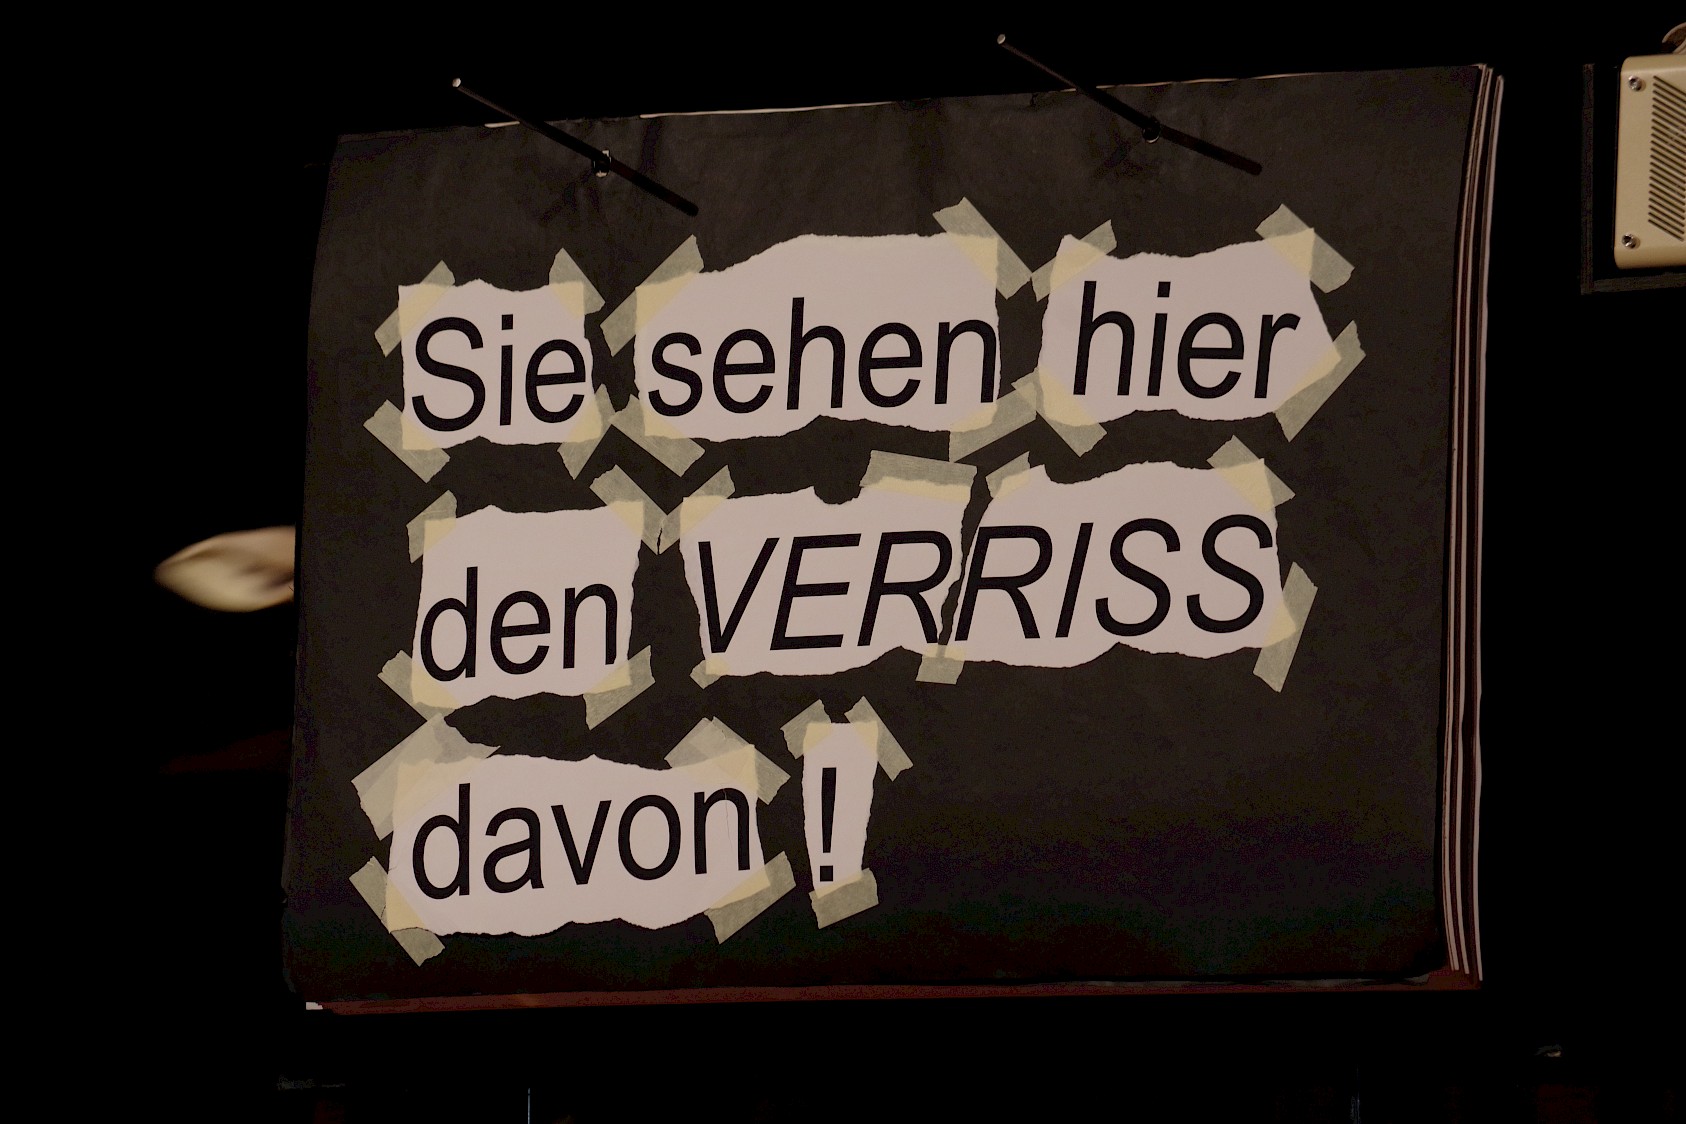 Sie sehen hier
den VERRISS
davon !